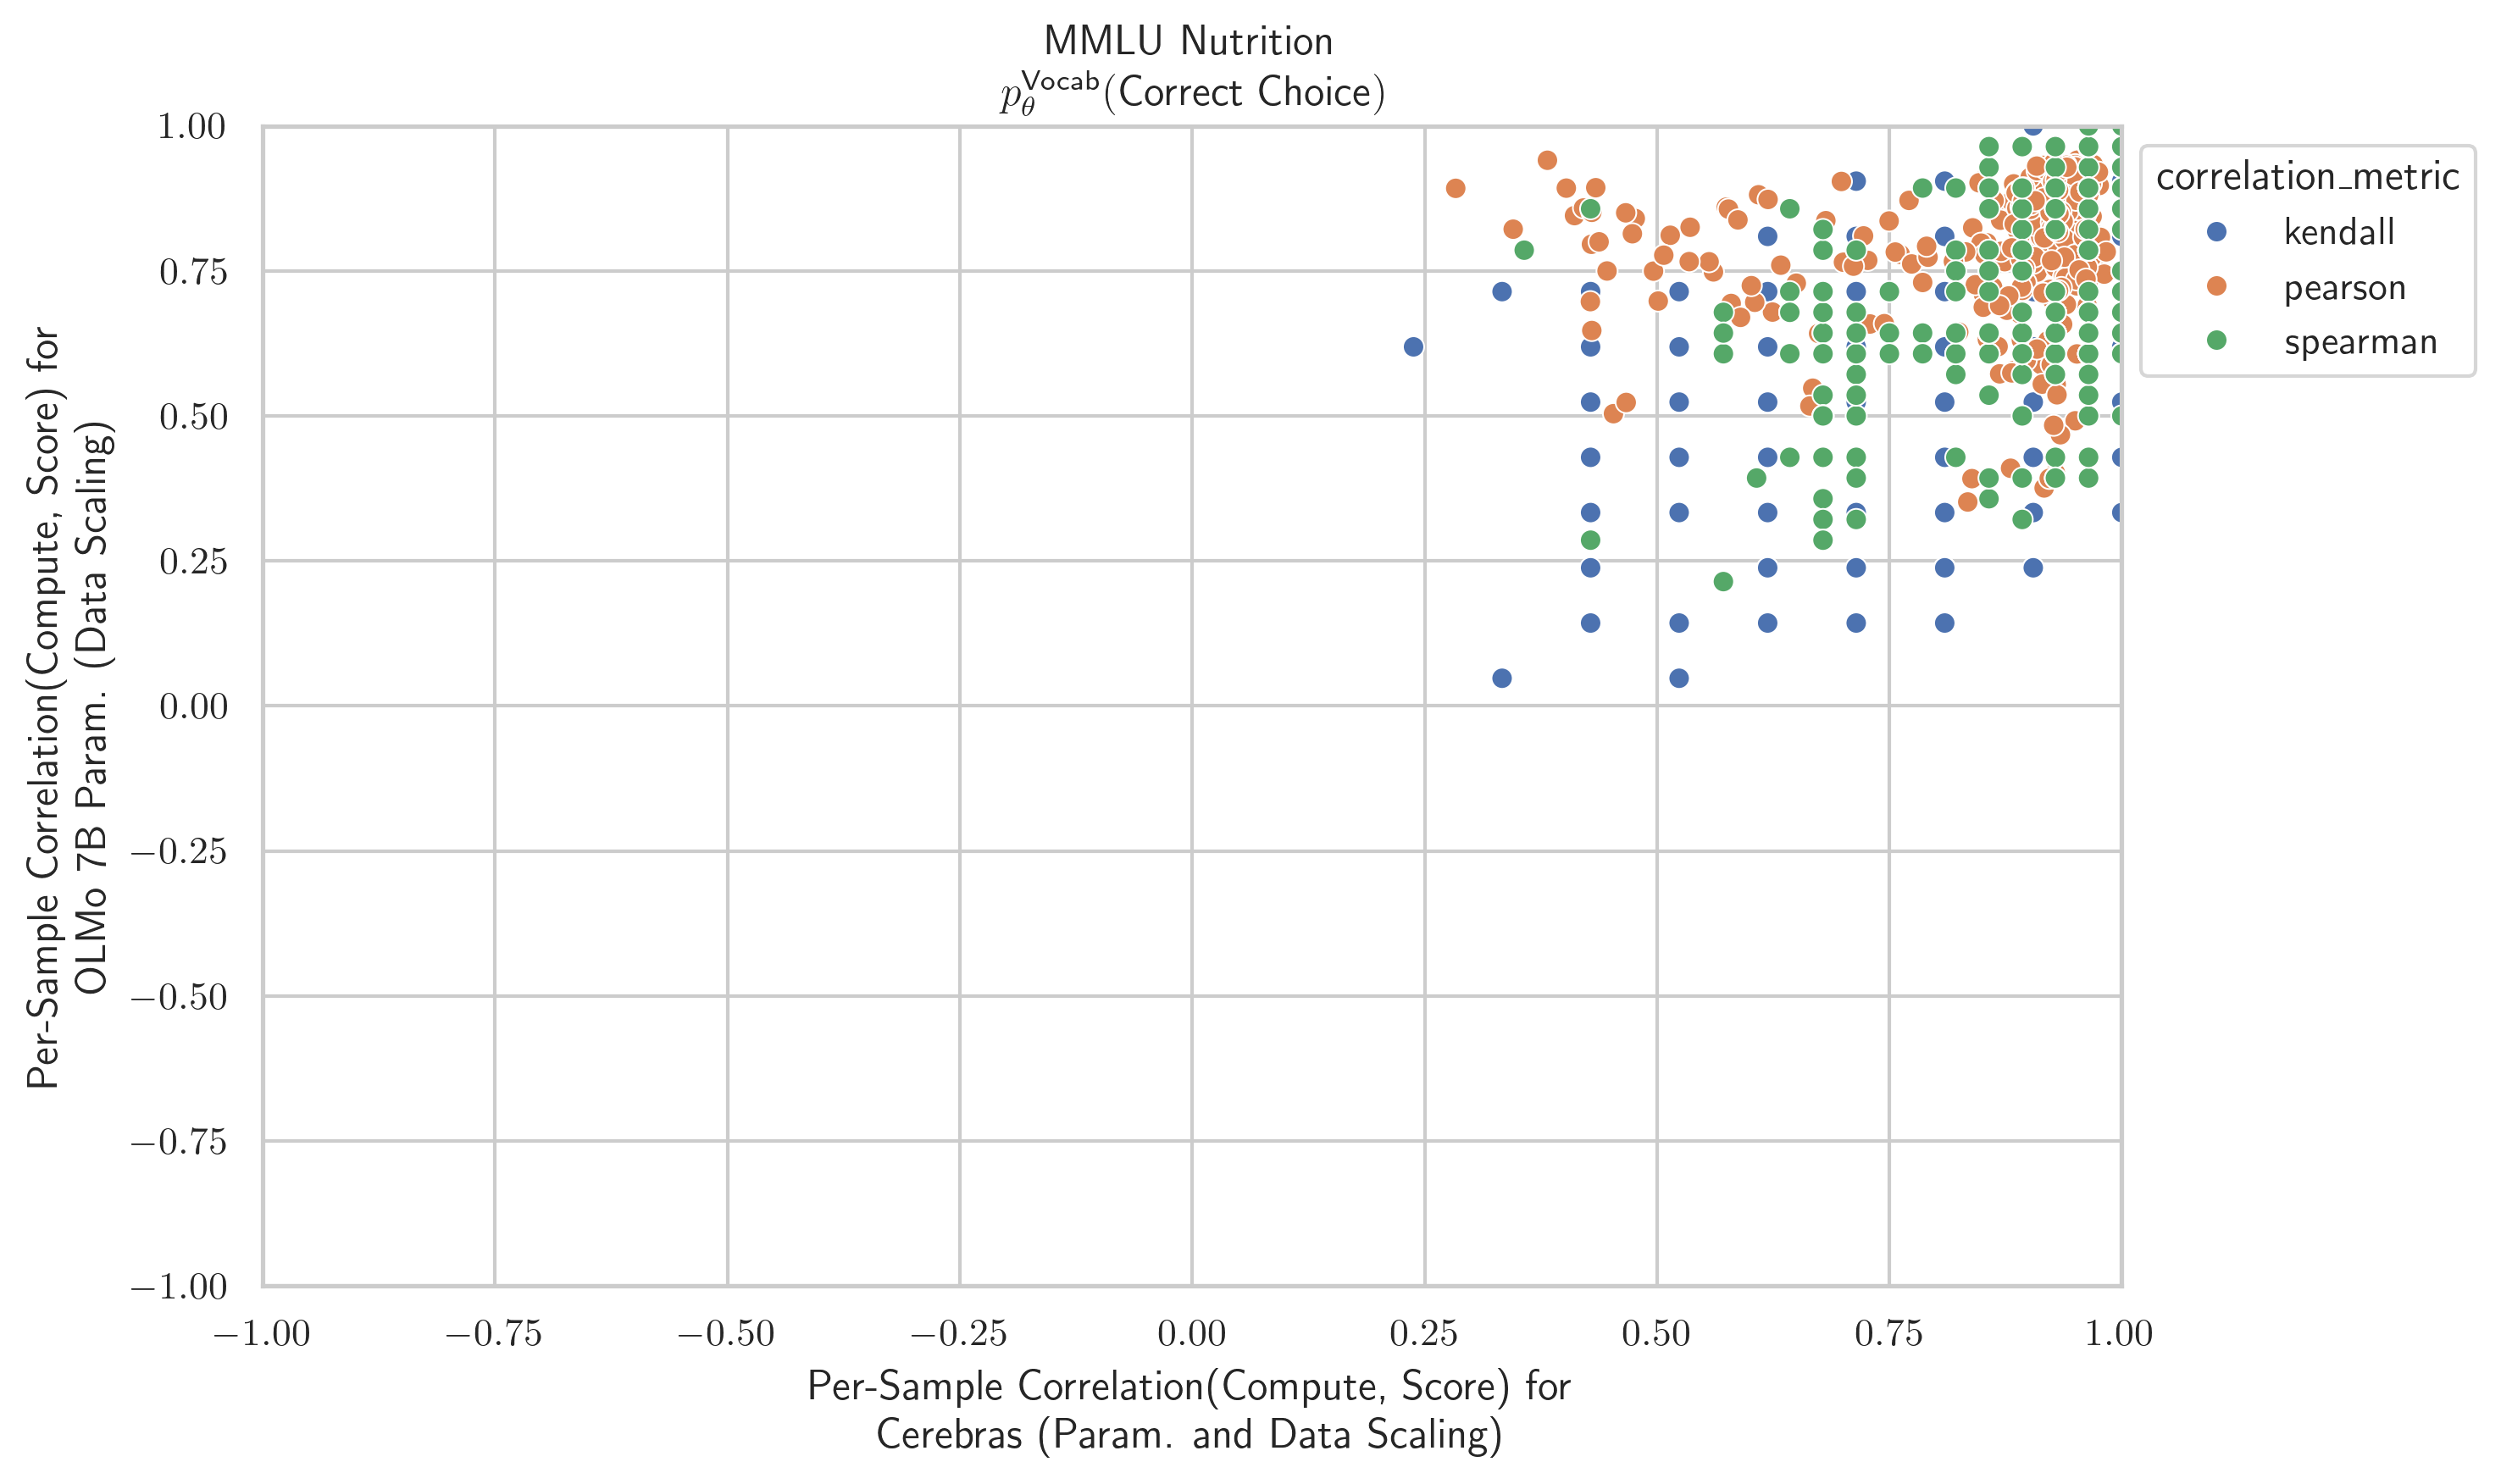 MMLU Nutrition
p_θ^Vocab(Correct Choice)
Per-Sample Correlation(Compute, Score) for
OLMo 7B Param. (Data Scaling)
1.00
0.75
0.50
0.25
0.00
−0.25
−0.50
−0.75
−1.00
−1.00 −0.75 −0.50 −0.25 0.00 0.25 0.50 0.75 1.00
Per-Sample Correlation(Compute, Score) for
Cerebras (Param. and Data Scaling)
correlation_metric
kendall
pearson
spearman